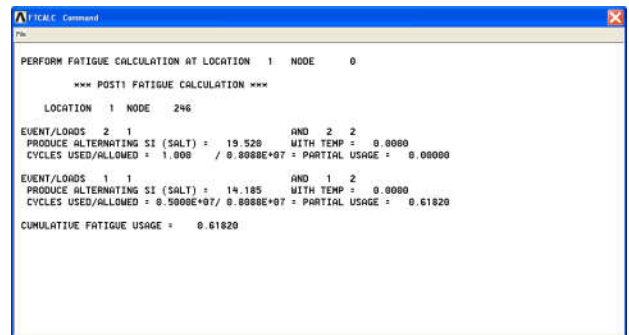 FTCALC Command
File
PERFORM FATIGUE CALCULATION AT LOCATION 1 NODE 0
*** POST1 FATIGUE CALCULATION ***
LOCATION 1 NODE 246
EVENT/LOADS 2 1 AND 2 2
PRODUCE ALTERNATING SI (SALT) = 19.520 WITH TEMP = 0.0000
CYCLES USED/ALLOWED = 1.000 / 0.8088E+07 = PARTIAL USAGE = 0.00000
EVENT/LOADS 1 1 AND 1 2
PRODUCE ALTERNATING SI (SALT) = 14.185 WITH TEMP = 0.0000
CYCLES USED/ALLOWED = 0.5000E+07/ 0.8088E+07 = PARTIAL USAGE = 0.61820
CUMULATIVE FATIGUE USAGE = 0.61820